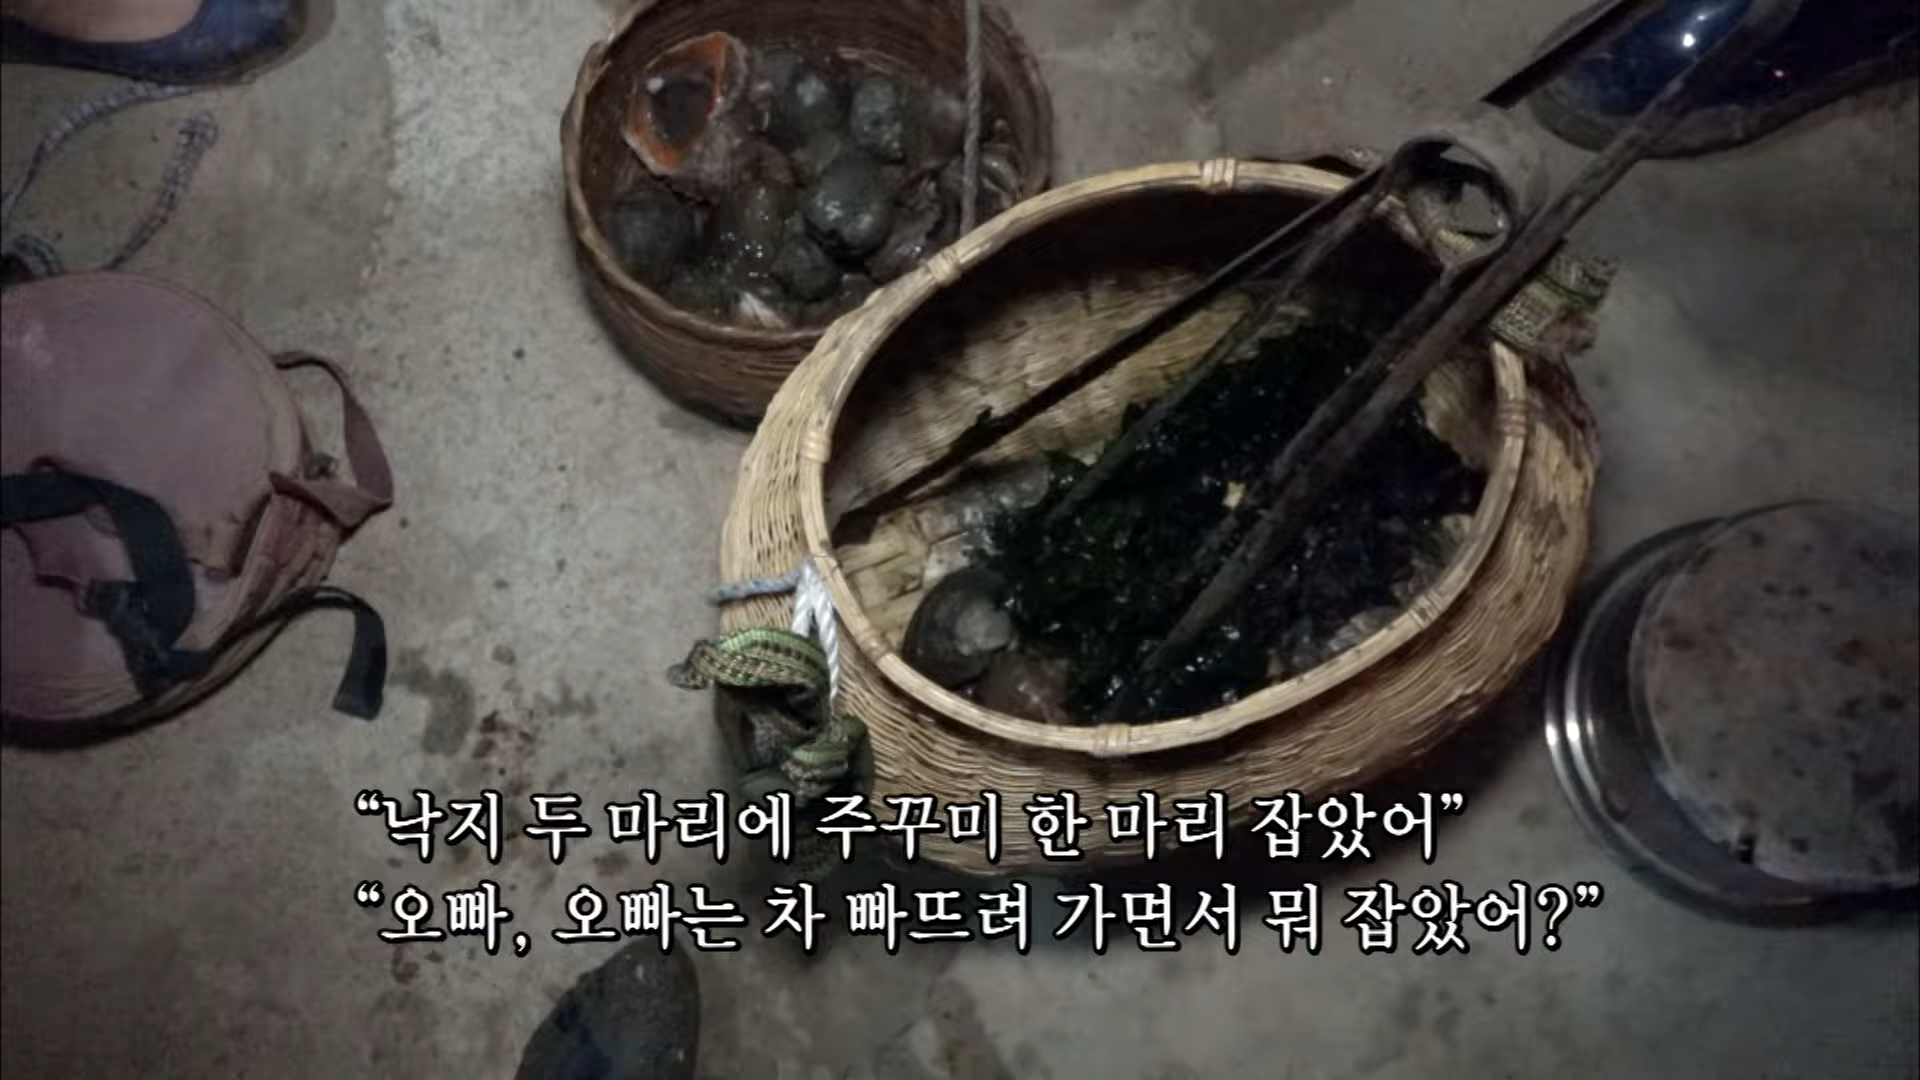 “낙지 두 마리에 주꾸미 한 마리 잡았어”
“오빠, 오빠는 차 빠뜨려 가면서 뭐 잡았어?”